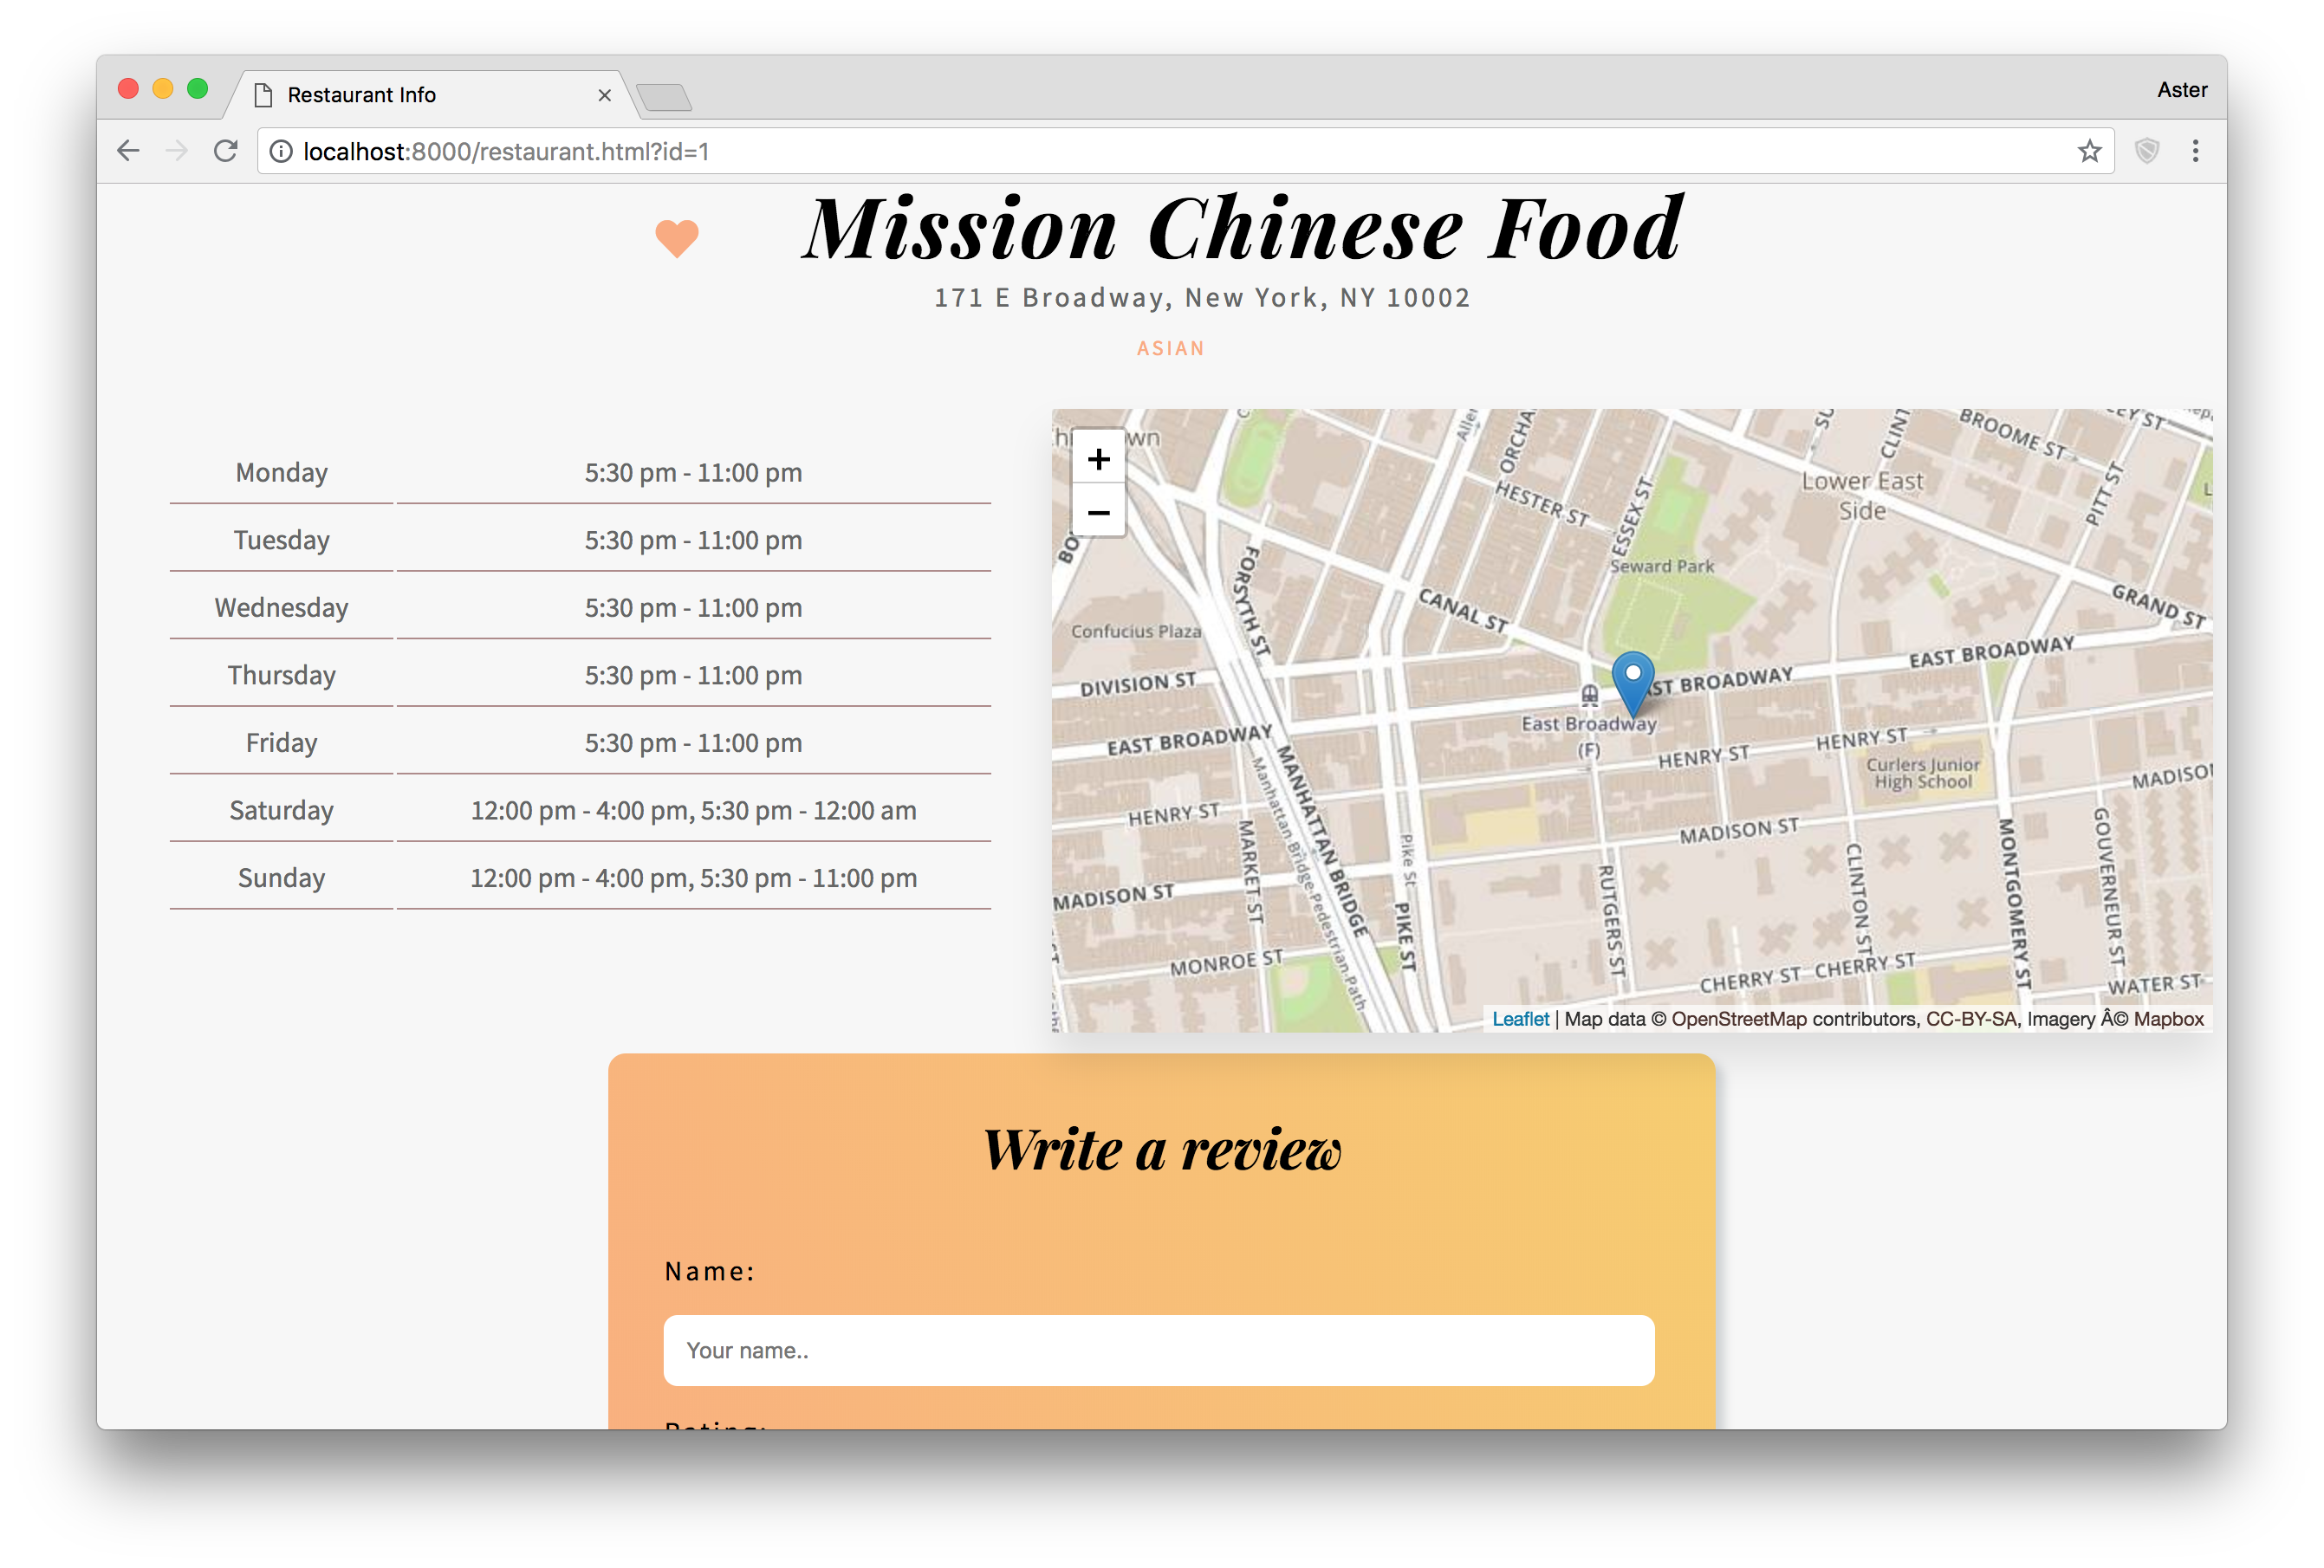 Restaurant Info
Aster
localhost:8000/restaurant.html?id=1
Mission Chinese Food
171 E Broadway, New York, NY 10002
ASIAN
Monday 5:30 pm - 11:00 pm
Tuesday 5:30 pm - 11:00 pm
Wednesday 5:30 pm - 11:00 pm
Thursday 5:30 pm - 11:00 pm
Friday 5:30 pm - 11:00 pm
Saturday 12:00 pm - 4:00 pm, 5:30 pm - 12:00 am
Sunday 12:00 pm - 4:00 pm, 5:30 pm - 11:00 pm
+
−
BROOME ST
HESTER ST
ESSEX ST
Lower East
Side
PITT ST
Seward Park
FORSYTH ST
CANAL ST
GRAND ST
Confucius Plaza
DIVISION ST
EAST BROADWAY
EAST BROADWAY
East Broadway
(F)
HENRY ST
HENRY ST
Curlers Junior
High School
MANHATTAN BRIDGE
Manhattan Bridge Pedestrian Path
HENRY ST
MARKET ST
Pike St
PIKE ST
MADISON ST
MADISON ST
RUTGERS ST
CLINTON ST
MONTGOMERY ST
GOUVERNEUR ST
MONROE ST
CHERRY ST
CHERRY ST
WATER ST
Leaflet | Map data © OpenStreetMap contributors, CC-BY-SA, Imagery Â© Mapbox
Write a review
Name:
Your name..
Rating: